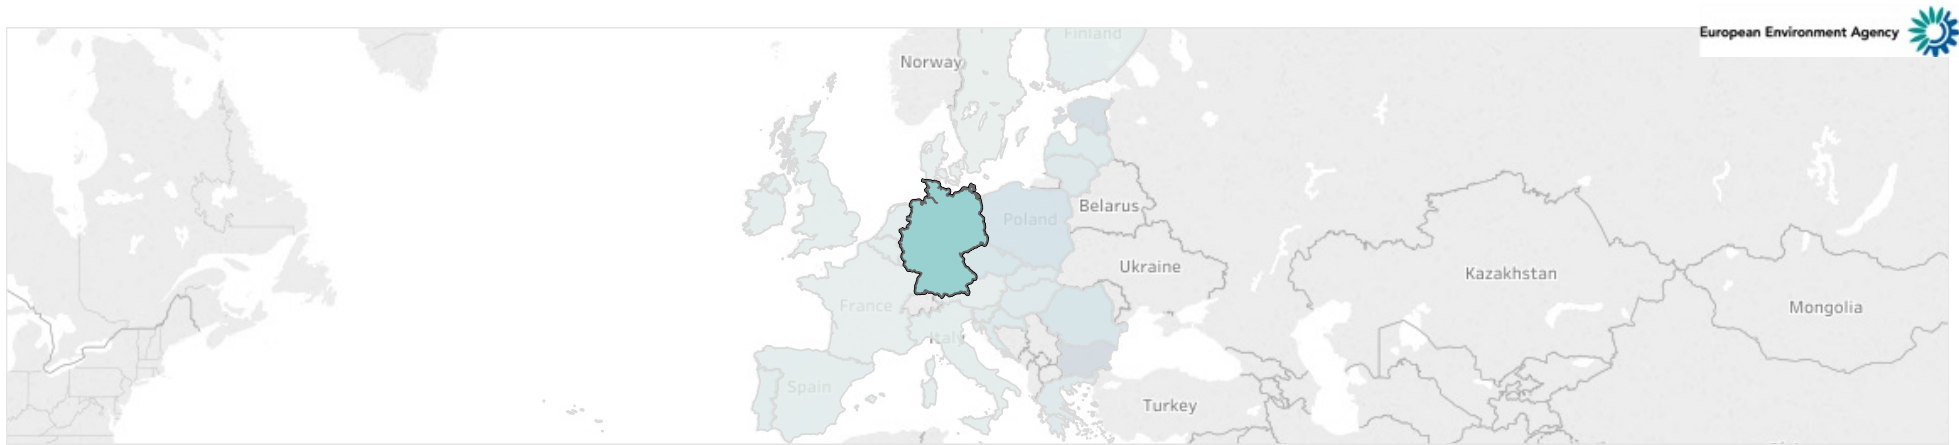 European Environment Agency
Finland
Norway
Belarus
Poland
Ukraine
Kazakhstan
France
Mongolia
Italy
Spain
Turkey